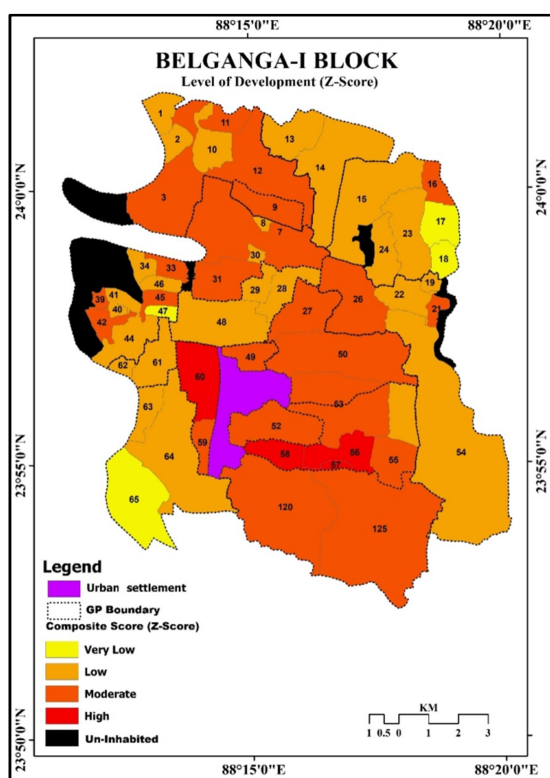 88°15'0"E
88°20'0"E
BELGANGA-I BLOCK
Level of Development (Z-Score)
24°0'0"N
24°0'0"N
23°55'0"N
23°55'0"N
23°50'0"N
23°50'0"N
1
2
11
10
13
12
14
3
9
15
16
8
7
17
23
24
18
30
34
33
31
19
46
29
28
22
41
39
45
26
21
40
47
27
42
48
44
49
50
61
62
60
63
53
52
59
54
64
58
56
57
55
65
120
125
Legend
Urban settlement
GP Boundary
Composite Score (Z-Score)
Very Low
Low
Moderate
High
Un-Inhabited
KM
1 0.5 0 1 2 3
88°15'0"E
88°20'0"E